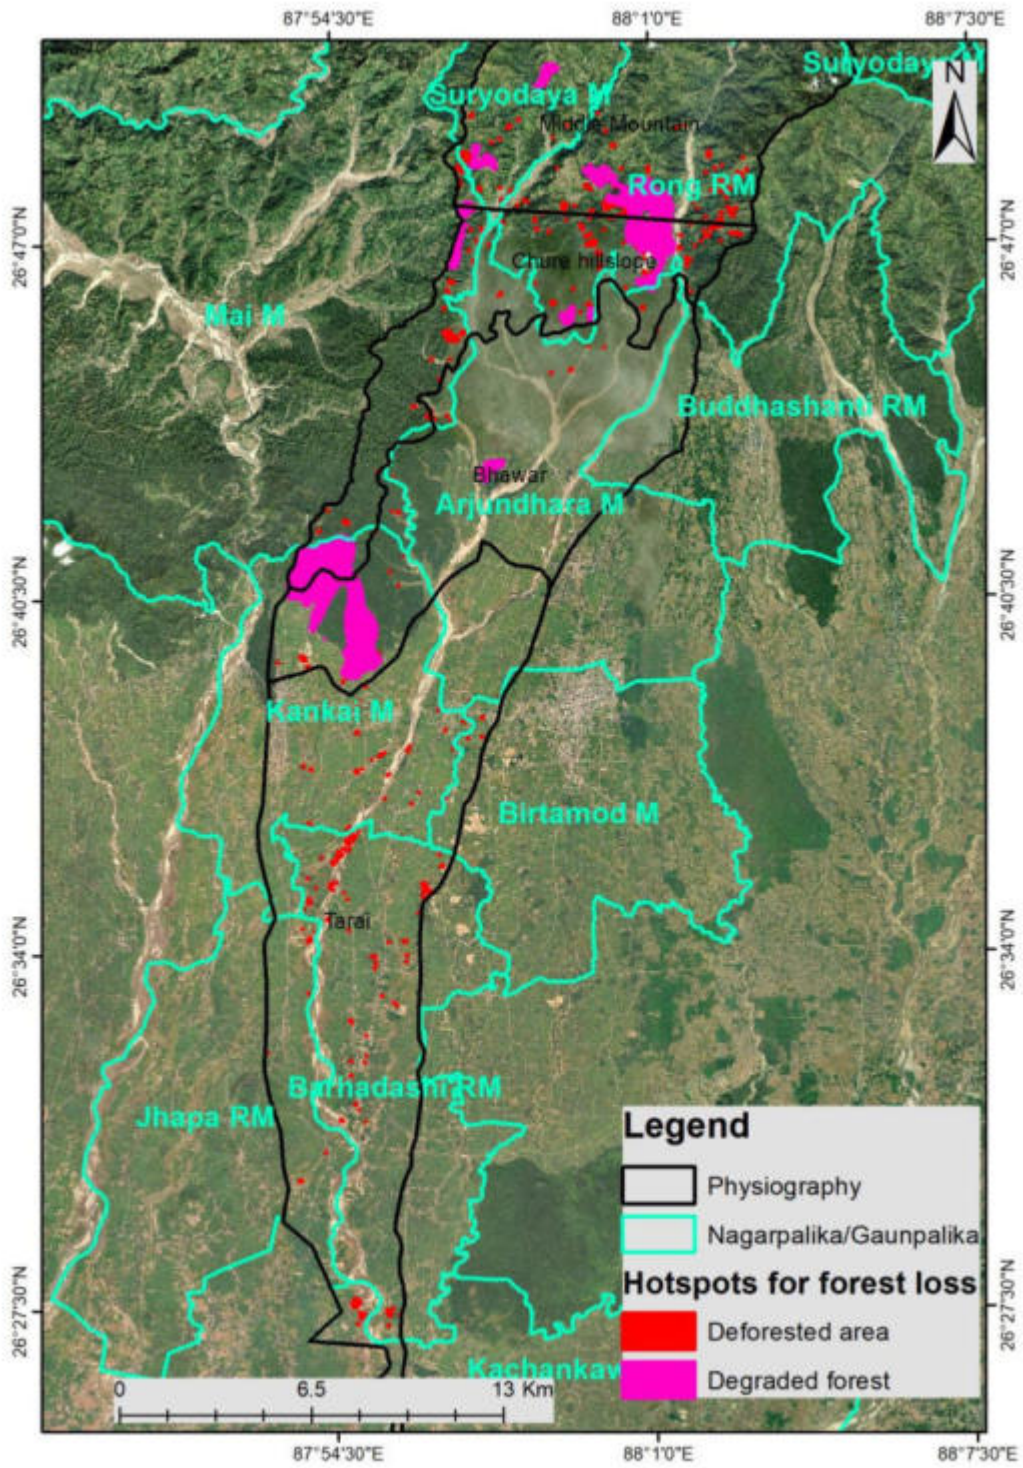 87°54'30"E
88°1'0"E
88°7'30"E
Suryodaya M
N
Suryodaya M
Middle Mountain
Rong RM
26°47'0"N
26°47'0"N
Chure hillslope
Mai M
Buddhashanti RM
Bhawar
Arjundhara M
26°40'30"N
26°40'30"N
Kankai M
Birtamod M
Tarai
26°34'0"N
26°34'0"N
Barhadashi RM
Jhapa RM
Legend
Physiography
Nagarpalika/Gaunpalika
Hotspots for forest loss
26°27'30"N
26°27'30"N
Deforested area
Kachankaw
Degraded forest
0 6.5 13 Km
87°54'30"E
88°1'0"E
88°7'30"E